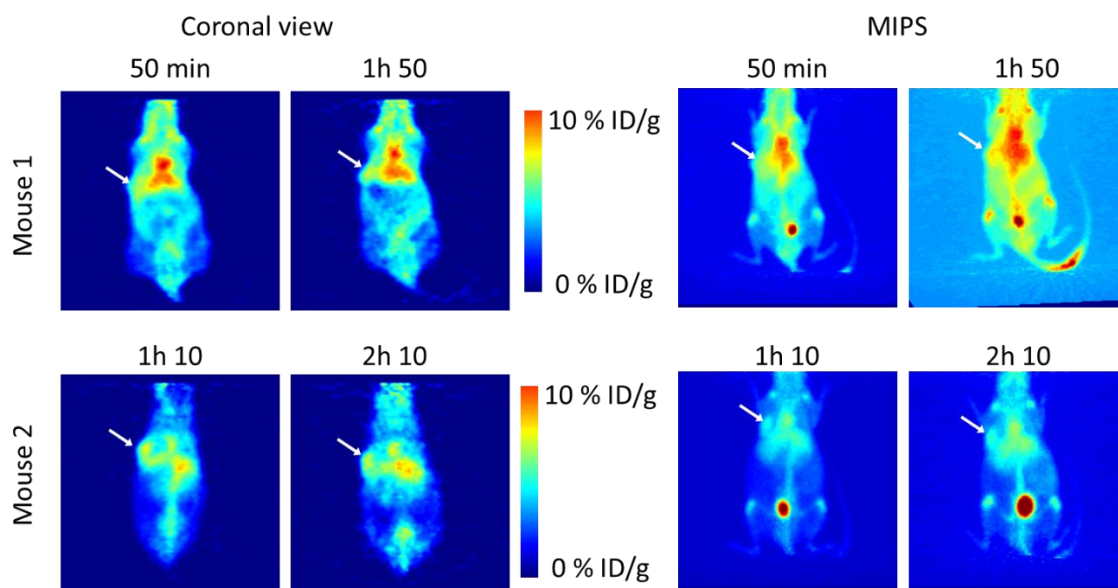 Coronal view
MIPS
50 min
1h 50
50 min
1h 50
Mouse 1
10 % ID/g
0 % ID/g
1h 10
2h 10
1h 10
2h 10
Mouse 2
10 % ID/g
0 % ID/g